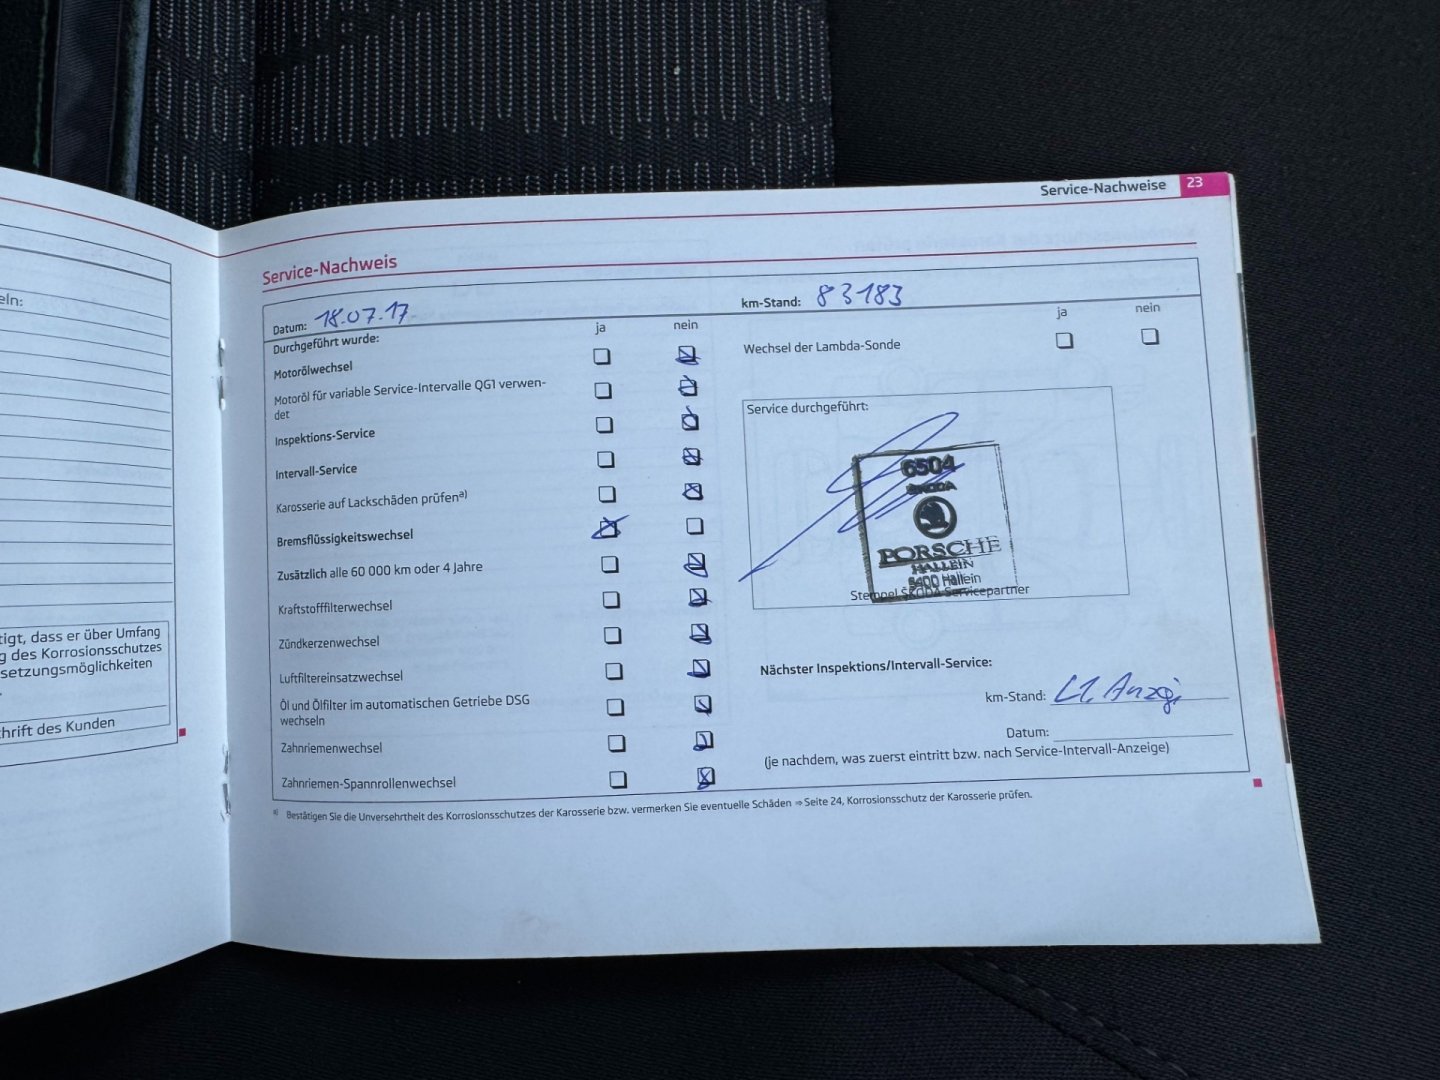 Service-Nachweise 23
eln:
tigt, dass er über Umfang
g des Korrosionsschutzes
setzungsmöglichkeiten
chrift des Kunden
Service-Nachweis
Datum: 18.07.17
km-Stand: 83183
Durchgeführt wurde:
ja nein
Motorölwechsel
Motoröl für variable Service-Intervalle QG1 verwen-
det
Inspektions-Service
Intervall-Service
Karosserie auf Lackschäden prüfena)
Bremsflüssigkeitswechsel
Zusätzlich alle 60 000 km oder 4 Jahre
Kraftstofffilterwechsel
Zündkerzenwechsel
Luftfiltereinsatzwechsel
Öl und Ölfilter im automatischen Getriebe DSG
wechseln
Zahnriemenwechsel
Zahnriemen-Spannrollenwechsel
ja nein
Wechsel der Lambda-Sonde
Service durchgeführt:
6504
ŠKODA
PORSCHE
HALLEIN
5400 Hallein
Stempel ŠKODA Servicepartner
Nächster Inspektions/Intervall-Service:
km-Stand: Lt. Anzeige
Datum:
(je nachdem, was zuerst eintritt bzw. nach Service-Intervall-Anzeige)
a) Bestätigen Sie die Unversehrtheit des Korrosionsschutzes der Karosserie bzw. vermerken Sie eventuelle Schäden ⇒ Seite 24, Korrosionsschutz der Karosserie prüfen.